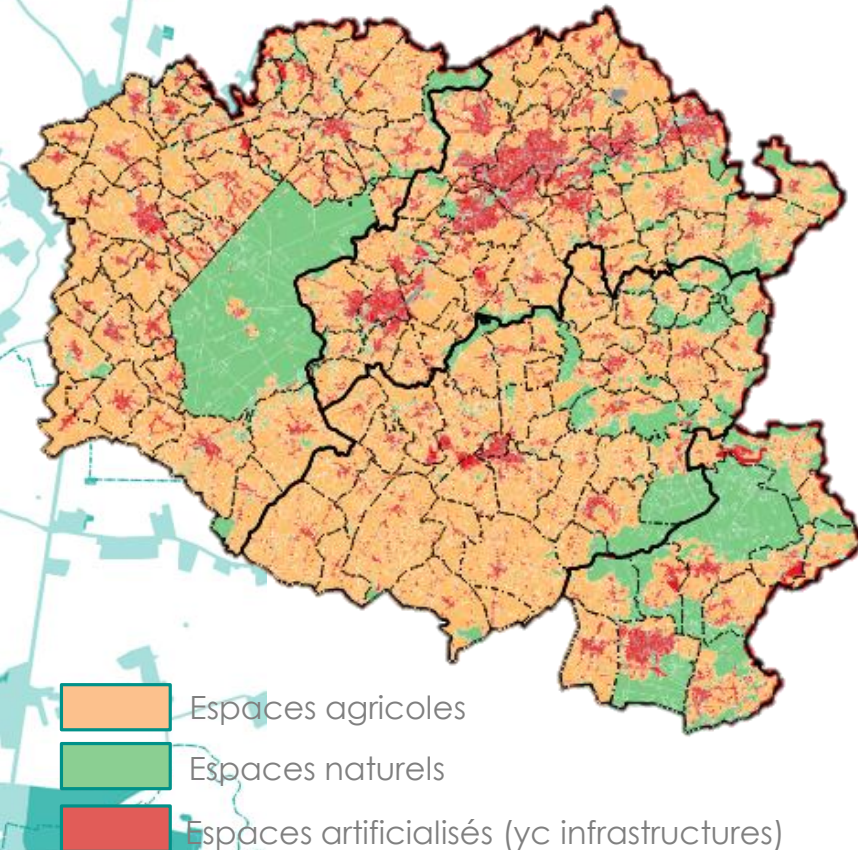 Espaces agricoles
Espaces naturels
Espaces artificialisés (yc infrastructures)